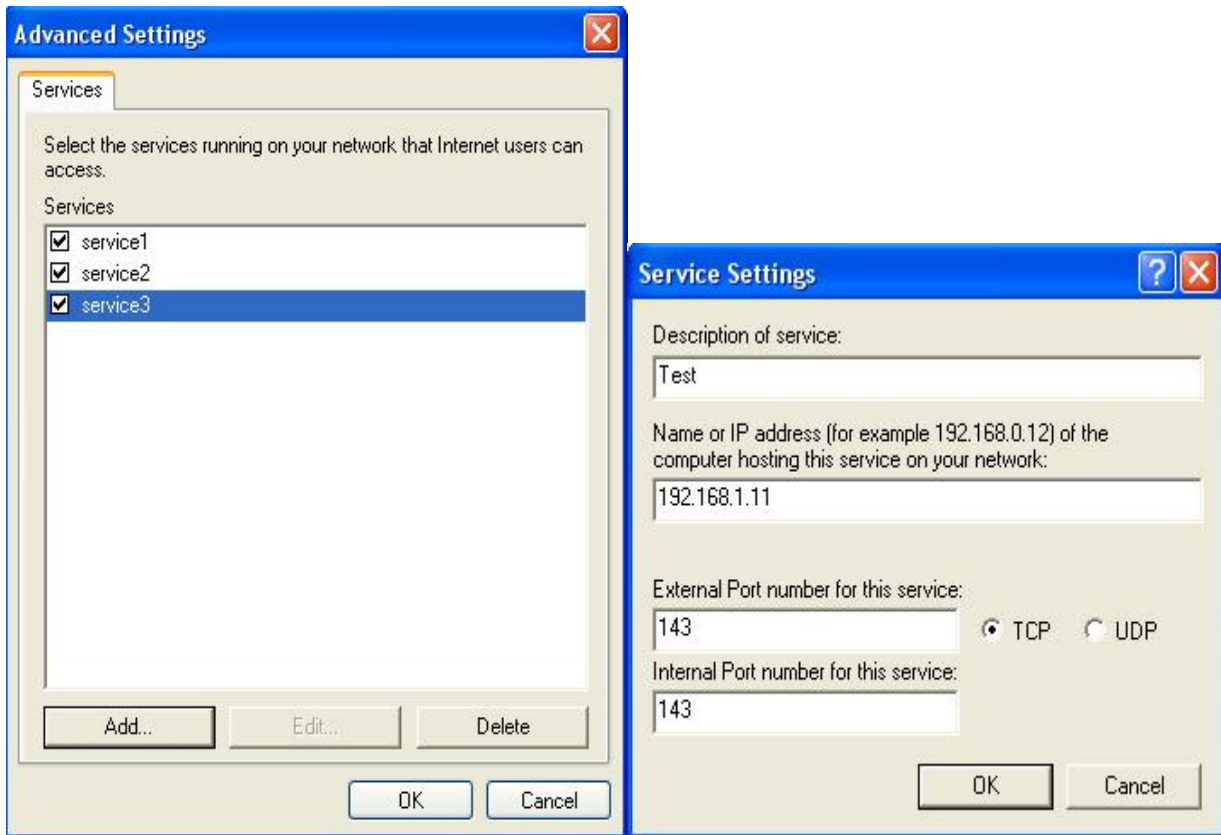 Advanced Settings
Services
Select the services running on your network that Internet users can
access.
Services
service1
service2
service3
Add...
Edit...
Delete
OK
Cancel
Service Settings
?
Description of service:
Test
Name or IP address (for example 192.168.0.12) of the
computer hosting this service on your network:
192.168.1.11
External Port number for this service:
143
TCP
UDP
Internal Port number for this service:
143
OK
Cancel